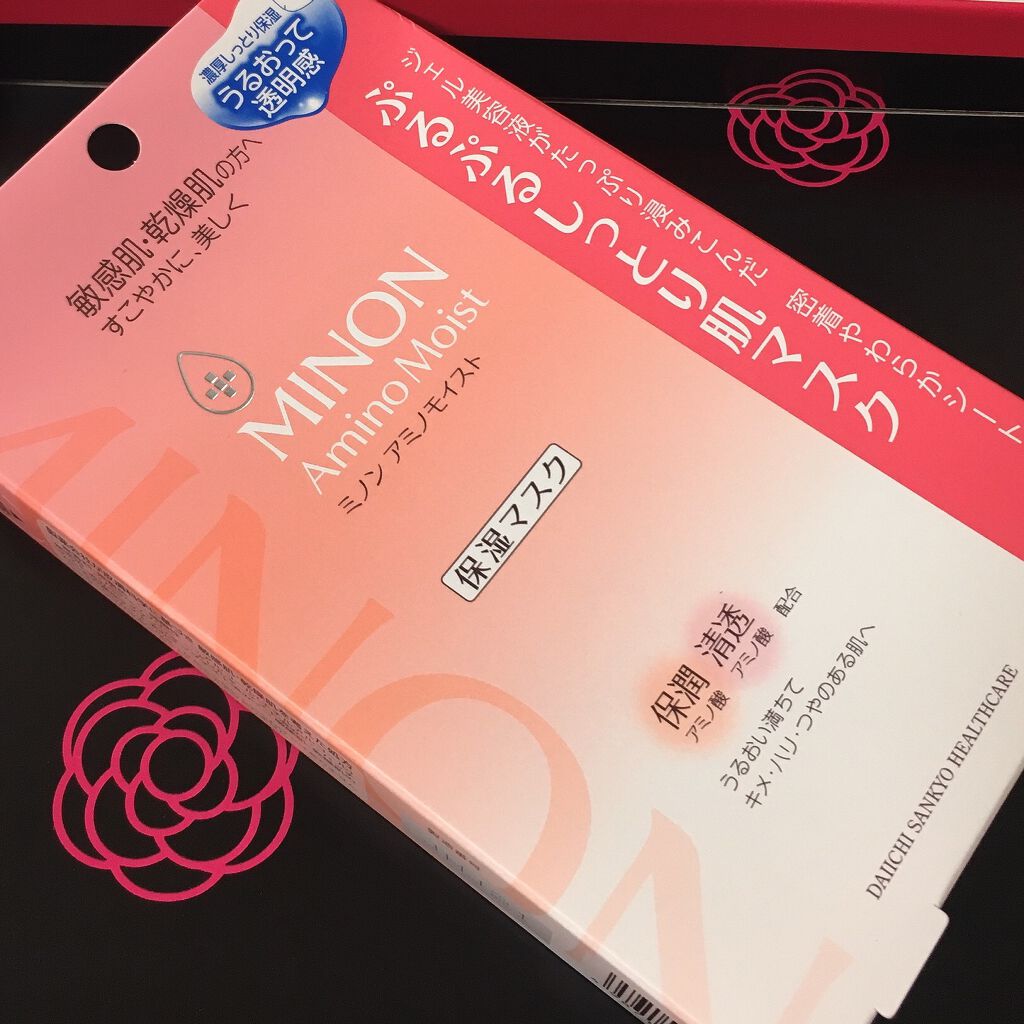 濃厚しっとり保湿
うるおって
透明感
ジェル美容液がたっぷり浸みこんだ 密着やわらかシート
ぷるぷるしっとり肌マスク
敏感肌・乾燥肌の方へ
すこやかに、美しく
MINON
Amino Moist
ミノン アミノモイスト
保湿マスク
保潤
アミノ酸
清透
アミノ酸
配合
うるおい満ちて
キメ・ハリ・つやのある肌へ
DAIICHI SANKYO HEALTHCARE
MINON